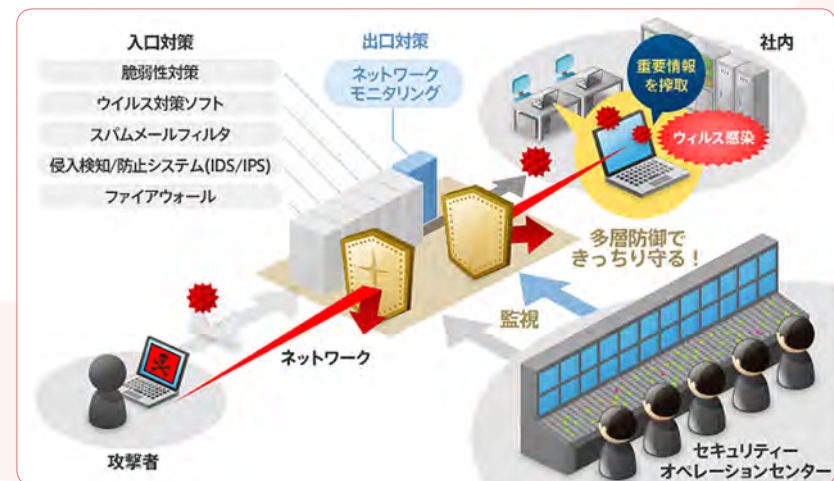 入口対策
脆弱性対策
ウイルス対策ソフト
スパムメールフィルタ
侵入検知/防止システム(IDS/IPS)
ファイアウォール
出口対策
ネットワーク
モニタリング
社内
重要情報
を搾取
ウィルス感染
多層防御で
きっちり守る！
監視
ネットワーク
攻撃者
セキュリティー
オペレーションセンター